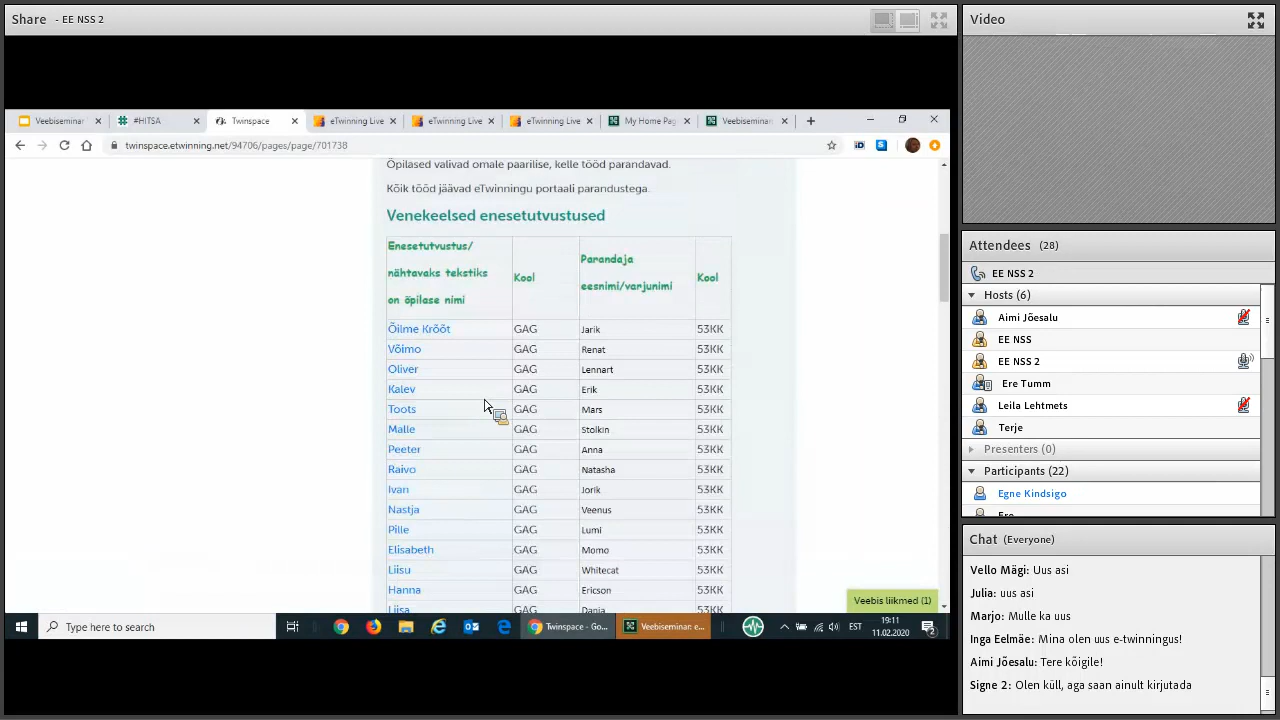 Share - EE NSS 2
Veebiseminar
#HITSA
Twinspace
eTwinning Live
eTwinning Live
eTwinning Live
My Home Pag
Veebiseminar
twinspace.etwinning.net/94706/pages/page/701738
Õpilased valivad omale paarilise, kelle tööd parandavad.
Kõik tööd jäävad eTwinningu portaali parandustega.
Venekeelsed enesetutvustused
Enesetutvustus/
nähtavaks tekstiks
on õpilase nimi
Kool
Parandaja
eesnimi/varjunimi
Kool
Õilme Krõõt GAG Jarik 53KK
Võimo GAG Renat 53KK
Oliver GAG Lennart 53KK
Kalev GAG Erik 53KK
Toots GAG Mars 53KK
Malle GAG Stolkin 53KK
Peeter GAG Anna 53KK
Raivo GAG Natasha 53KK
Ivan GAG Jorik 53KK
Nastja GAG Veenus 53KK
Pille GAG Lumi 53KK
Elisabeth GAG Momo 53KK
Liisu GAG Whitecat 53KK
Hanna GAG Ericson 53KK
Liisa GAG Dania 53KK
Veebis liikmed (1)
Type here to search
Twinspace - Go...
Veebiseminar: e...
EST
19:11
11.02.2020
2
Video
Attendees (28)
EE NSS 2
Hosts (6)
Aimi Jõesalu
EE NSS
EE NSS 2
Ere Tumm
Leila Lehtmets
Terje
Presenters (0)
Participants (22)
Egne Kindsigo
Ere
Chat (Everyone)
Vello Mägi: Uus asi
Julia: uus asi
Marjo: Mulle ka uus
Inga Eelmäe: Mina olen uus e-twinningus!
Aimi Jõesalu: Tere kõigile!
Signe 2: Olen küll, aga saan ainult kirjutada